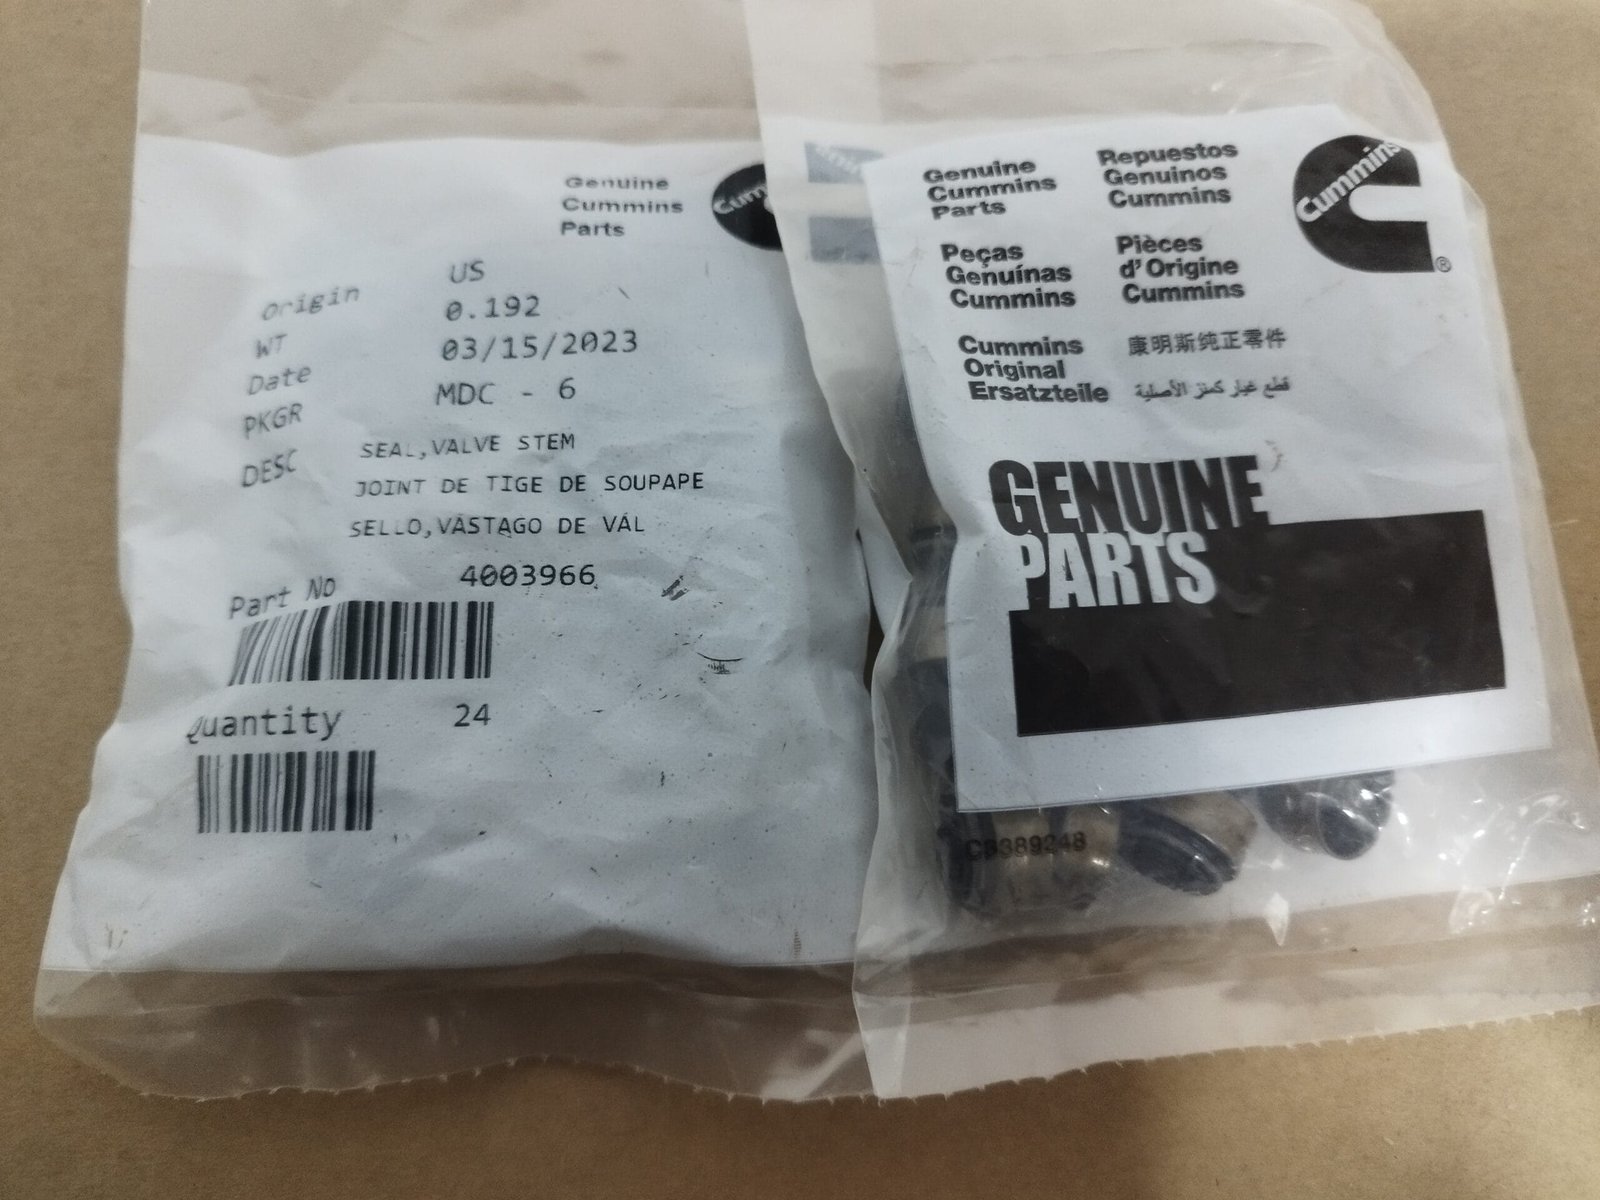 Genuine
Cummins
Parts
Origin US
WT 0.192
Date 03/15/2023
PKGR MDC - 6
DESC SEAL,VALVE STEM
JOINT DE TIGE DE SOUPAPE
SELLO,VÁSTAGO DE VÁL
Part No 4003966
Quantity 24
Genuine
Cummins
Parts
Repuestos
Genuinos
Cummins
Cummins
®
Peças
Genuínas
Cummins
Pièces
d'Origine
Cummins
Cummins
Original
Ersatzteile
康明斯纯正零件
قطع غيار كمنز الأصلية
GENUINE
PARTS